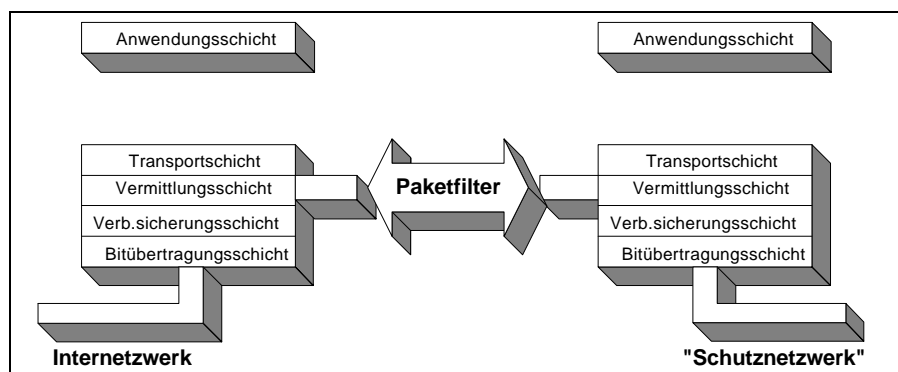 Anwendungsschicht
Anwendungsschicht
Transportschicht
Vermittlungsschicht
Verb.sicherungsschicht
Bitübertragungsschicht
Paketfilter
Transportschicht
Vermittlungsschicht
Verb.sicherungsschicht
Bitübertragungsschicht
Internetzwerk
"Schutznetzwerk"